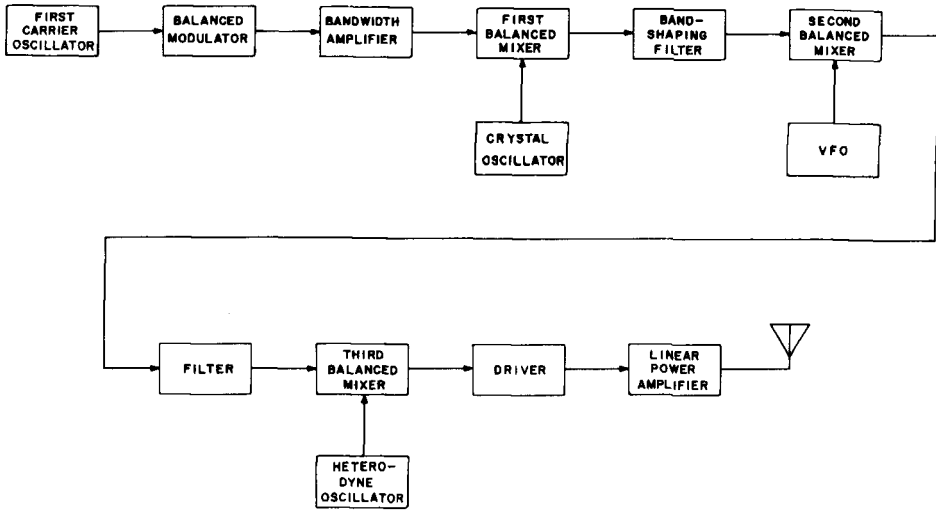 FIRST
CARRIER
OSCILLATOR
BALANCED
MODULATOR
BANDWIDTH
AMPLIFIER
FIRST
BALANCED
MIXER
BAND-
SHAPING
FILTER
SECOND
BALANCED
MIXER
CRYSTAL
OSCILLATOR
VFO
FILTER
THIRD
BALANCED
MIXER
DRIVER
LINEAR
POWER
AMPLIFIER
HETERO-
DYNE
OSCILLATOR